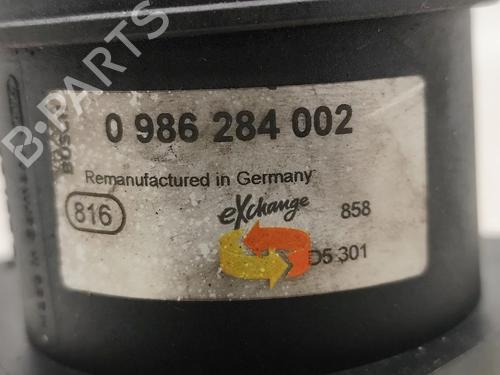 B-PARTS
BOSCH
0 986 284 002
Remanufactured in Germany
816
eXchange
858
D5 301